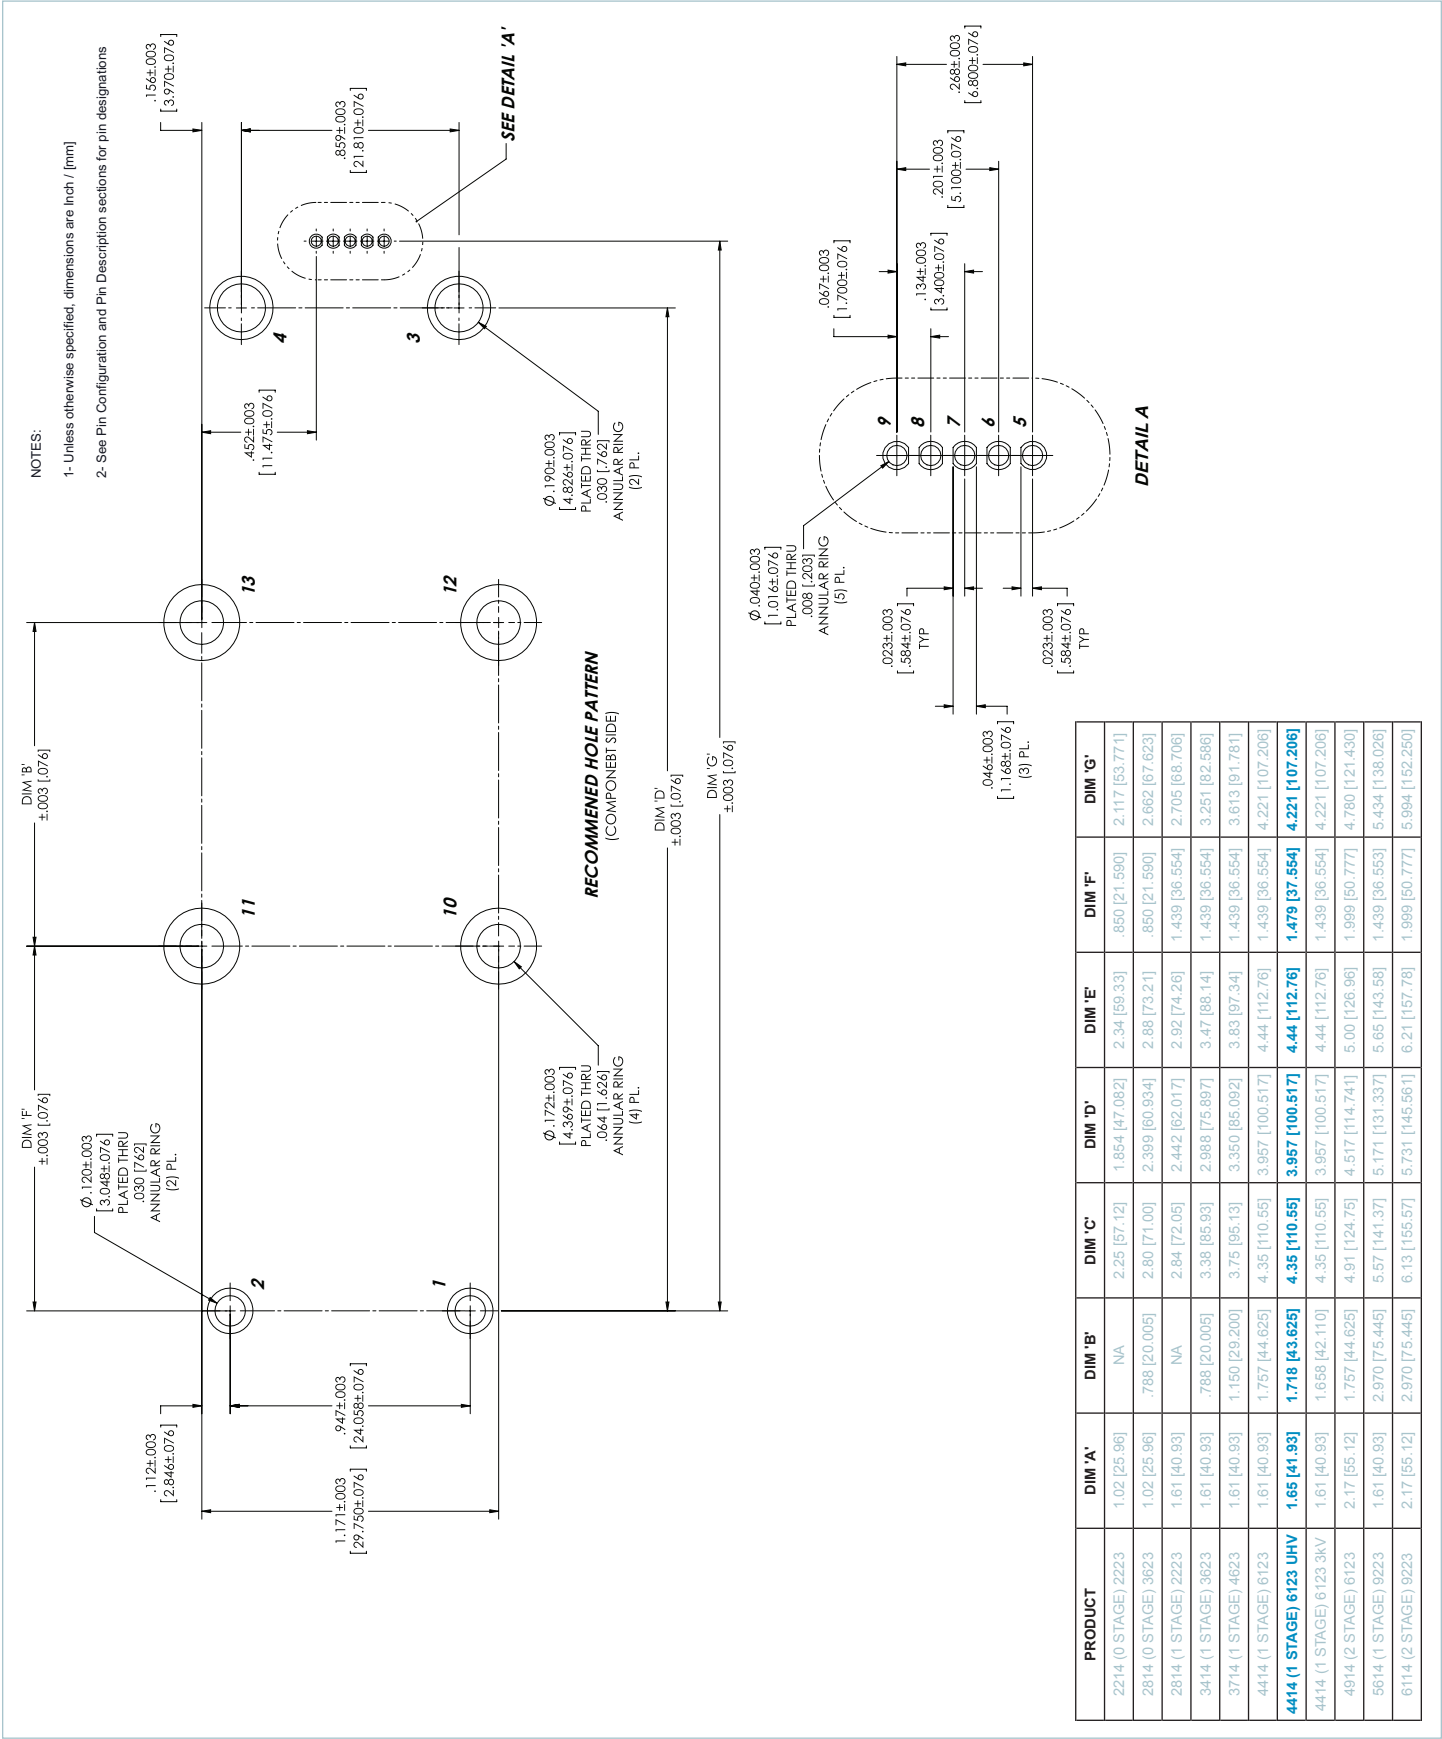 NOTES:
1- Unless otherwise specified, dimensions are Inch / [mm]
2- See Pin Configuration and Pin Description sections for pin designations
DIM 'F'
±.003 [.076]
DIM 'B'
±.003 [.076]
.156±.003
[3.970±.076]
.859±.003
[21.810±.076]
SEE DETAIL 'A'
Ø.120±.003
[3.048±.076]
PLATED THRU
.030 [762]
ANNULAR RING
(2) PL.
.112±.003
[2.846±.076]
.947±.003
[24.058±.076]
1.171±.003
[29.750±.076]
.452±.003
[11.475±.076]
2
11
13
4
1
10
12
3
Ø.172±.003
[4.369±.076]
PLATED THRU
.064 [1.626]
ANNULAR RING
(4) PL.
Ø.190±.003
[4.826±.076]
PLATED THRU
.030 [.762]
ANNULAR RING
(2) PL.
RECOMMENED HOLE PATTERN
(COMPONEBT SIDE)
DIM 'D'
±.003 [.076]
DIM 'G'
±.003 [.076]
Ø.040±.003
[1.016±.076]
PLATED THRU
.008 [.203]
ANNULAR RING
(5) PL.
.067±.003
[1.700±.076]
.134±.003
[3.400±.076]
.201±.003
[5.100±.076]
.268±.003
[6.800±.076]
9
8
7
6
5
.023±.003
[.584±.076]
TYP
.046±.003
[1.168±.076]
(3) PL.
.023±.003
[.584±.076]
TYP
DETAIL A
PRODUCT DIM 'A' DIM 'B' DIM 'C' DIM 'D' DIM 'E' DIM 'F' DIM 'G'
2214 (0 STAGE) 2223 1.02 [25.96] NA 2.25 [57.12] 1.854 [47.082] 2.34 [59.33] .850 [21.590] 2.117 [53.771]
2814 (0 STAGE) 3623 1.02 [25.96] .788 [20.005] 2.80 [71.00] 2.399 [60.934] 2.88 [73.21] .850 [21.590] 2.662 [67.623]
2814 (1 STAGE) 2223 1.61 [40.93] NA 2.84 [72.05] 2.442 [62.017] 2.92 [74.26] 1.439 [36.554] 2.705 [68.706]
3414 (1 STAGE) 3623 1.61 [40.93] .788 [20.005] 3.38 [85.93] 2.988 [75.897] 3.47 [88.14] 1.439 [36.554] 3.251 [82.586]
3714 (1 STAGE) 4623 1.61 [40.93] 1.150 [29.200] 3.75 [95.13] 3.350 [85.092] 3.83 [97.34] 1.439 [36.554] 3.613 [91.781]
4414 (1 STAGE) 6123 1.61 [40.93] 1.757 [44.625] 4.35 [110.55] 3.957 [100.517] 4.44 [112.76] 1.439 [36.554] 4.221 [107.206]
4414 (1 STAGE) 6123 UHV 1.65 [41.93] 1.718 [43.625] 4.35 [110.55] 3.957 [100.517] 4.44 [112.76] 1.479 [37.554] 4.221 [107.206]
4414 (1 STAGE) 6123 3kV 1.61 [40.93] 1.658 [42.110] 4.35 [110.55] 3.957 [100.517] 4.44 [112.76] 1.439 [36.554] 4.221 [107.206]
4914 (2 STAGE) 6123 2.17 [55.12] 1.757 [44.625] 4.91 [124.75] 4.517 [114.741] 5.00 [126.96] 1.999 [50.777] 4.780 [121.430]
5614 (1 STAGE) 9223 1.61 [40.93] 2.970 [75.445] 5.57 [141.37] 5.171 [131.337] 5.65 [143.58] 1.439 [36.553] 5.434 [138.026]
6114 (2 STAGE) 9223 2.17 [55.12] 2.970 [75.445] 6.13 [155.57] 5.731 [145.561] 6.21 [157.78] 1.999 [50.777] 5.994 [152.250]